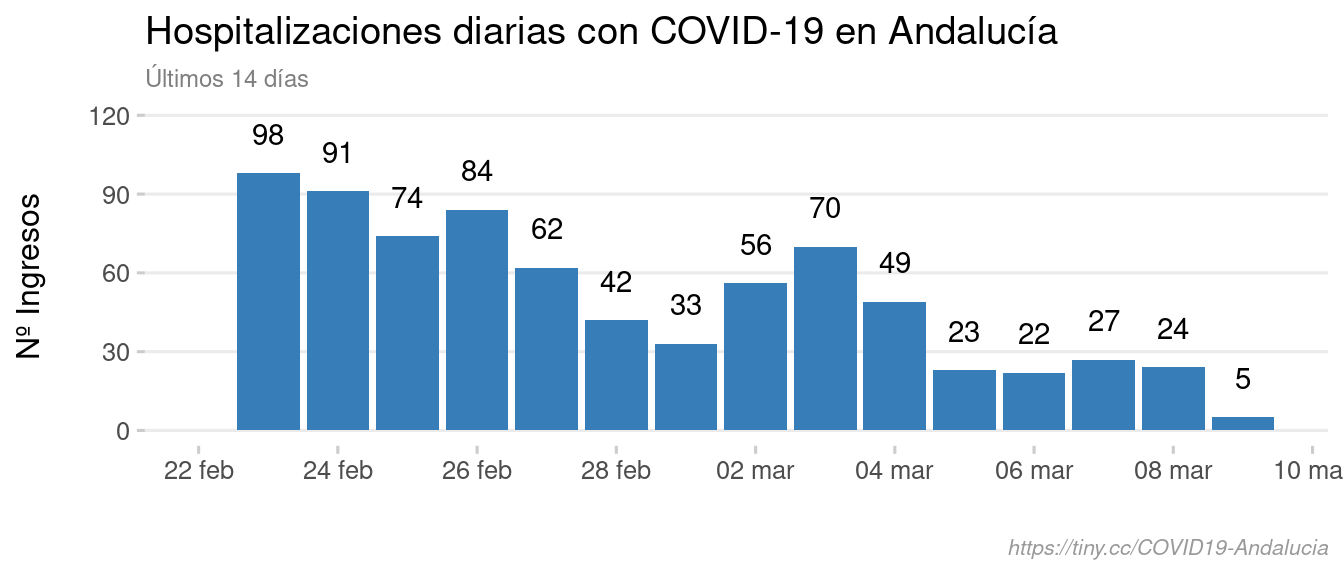 Hospitalizaciones diarias con COVID-19 en Andalucía
Últimos 14 días
Nº Ingresos
120
90
60
30
0
98
91
74
84
62
42
33
56
70
49
23
22
27
24
5
22 feb
24 feb
26 feb
28 feb
02 mar
04 mar
06 mar
08 mar
10 ma
https://tiny.cc/COVID19-Andalucia